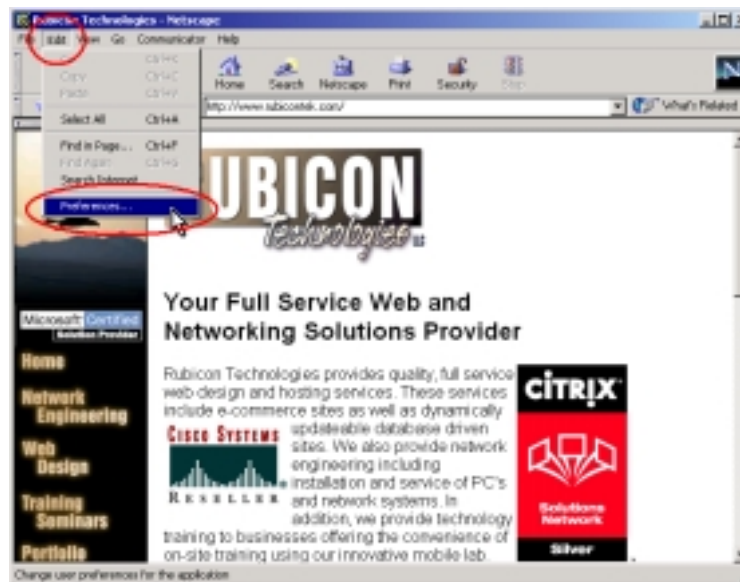 Rubicon Technologies - Netscape
File Edit View Go Communicator Help
Ctrl+X
Copy Ctrl+C
Paste Ctrl+V
Select All Ctrl+A
Find in Page... Ctrl+F
Find Again Ctrl+G
Search Internet
Preferences...
Home Search Netscape Print Security Stop
http://www.rubicontek.com/
What's Related
N
RUBICON
Technologies
Microsoft Certified
Solution Provider
Home
Network
Engineering
Web
Design
Training
Seminars
Portfolio
Your Full Service Web and
Networking Solutions Provider
Rubicon Technologies provides quality, full service
web design and hosting services. These services
include e-commerce sites as well as dynamically
updateable database driven
sites. We also provide network
engineering including
installation and service of PC's
and network systems. In
addition, we provide technology
training to businesses offering the convenience of
on-site training using our innovative mobile lab.
CISCO SYSTEMS
RESELLER
CITRIX
Solutions
Network
Silver
Change user preferences for the application